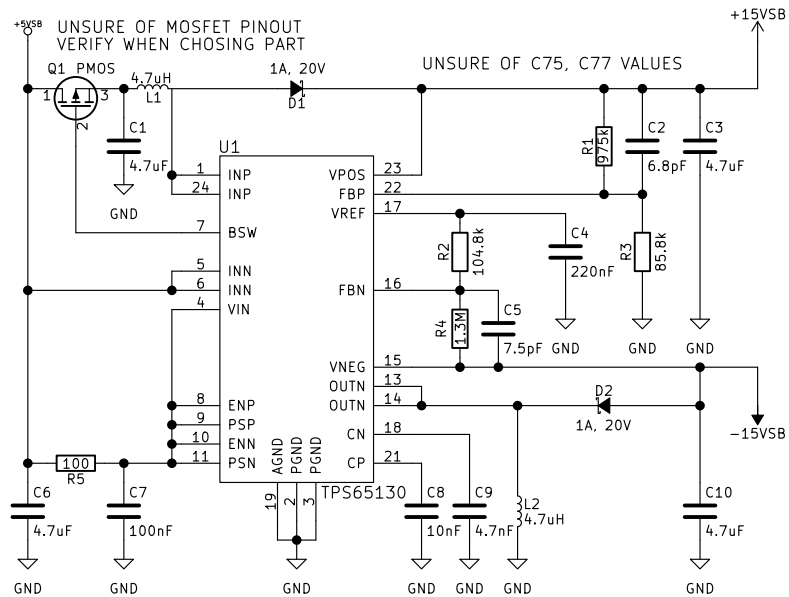 +5VSB
UNSURE OF MOSFET PINOUT
VERIFY WHEN CHOSING PART
+15VSB
UNSURE OF C75, C77 VALUES
Q1 PMOS
1
3
2
4.7uH
L1
1A, 20V
D1
C1
4.7uF
GND
U1
1 INP
24 INP
7 BSW
5 INN
6 INN
4 VIN
8 ENP
9 PSP
10 ENN
11 PSN
VPOS 23
FBP 22
VREF 17
FBN 16
VNEG 15
OUTN 13
OUTN 14
CN 18
CP 21
AGND 19
PGND 2
PGND 3
TPS65130
R1 975k
C2
6.8pF
C3
4.7uF
R2 104.8k
C4
220nF
R3 85.8k
R4 1.3M
C5
7.5pF
GND
GND
GND
D2
1A, 20V
-15VSB
100
R5
C6
4.7uF
C7
100nF
C8
10nF
C9
4.7nF
L2
4.7uH
C10
4.7uF
GND
GND
GND
GND
GND
GND
GND